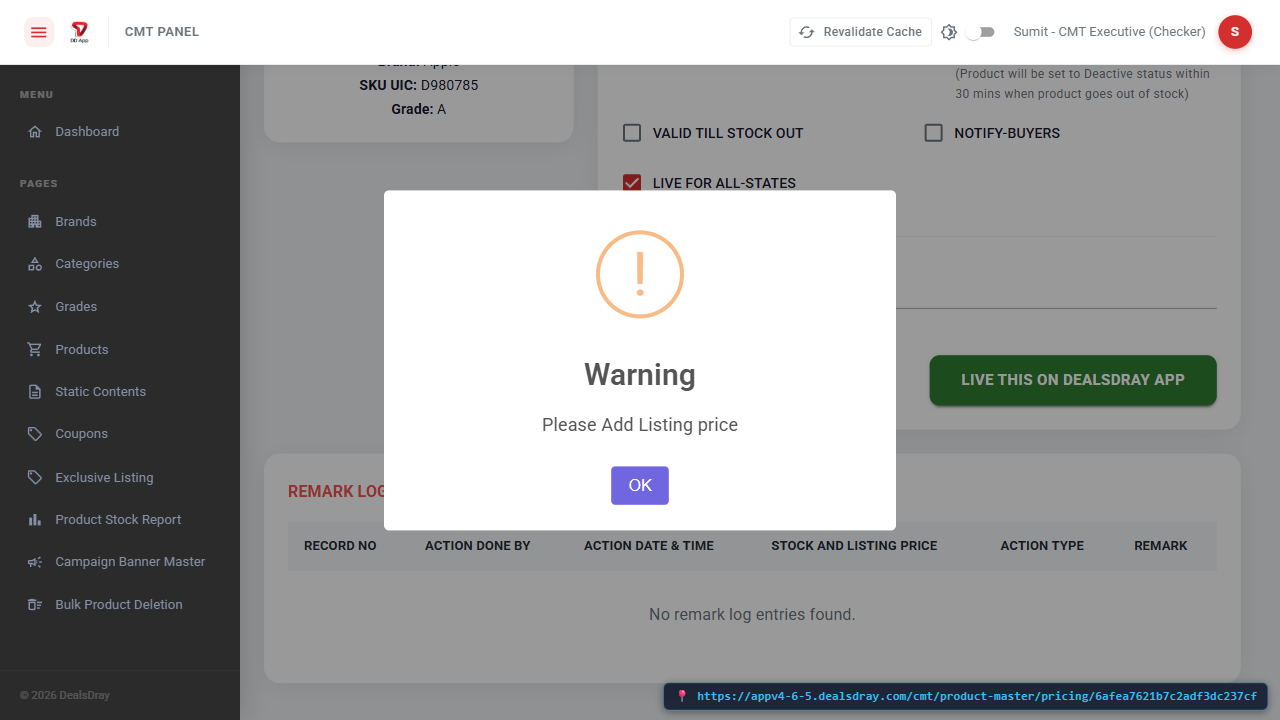 CMT PANEL
Revalidate Cache
Sumit - CMT Executive (Checker)
S
DD App
MENU
Dashboard
PAGES
Brands
Categories
Grades
Products
Static Contents
Coupons
Exclusive Listing
Product Stock Report
Campaign Banner Master
Bulk Product Deletion
© 2026 DealsDray
SKU UIC: D980785
Grade: A
(Product will be set to Deactive status within
30 mins when product goes out of stock)
VALID TILL STOCK OUT
NOTIFY-BUYERS
LIVE FOR ALL-STATES
!
Warning
Please Add Listing price
OK
LIVE THIS ON DEALSDRAY APP
REMARK LOG
RECORD NO
ACTION DONE BY
ACTION DATE & TIME
STOCK AND LISTING PRICE
ACTION TYPE
REMARK
No remark log entries found.
https://appv4-6-5.dealsdray.com/cmt/product-master/pricing/6afea7621b7c2adf3dc237cf